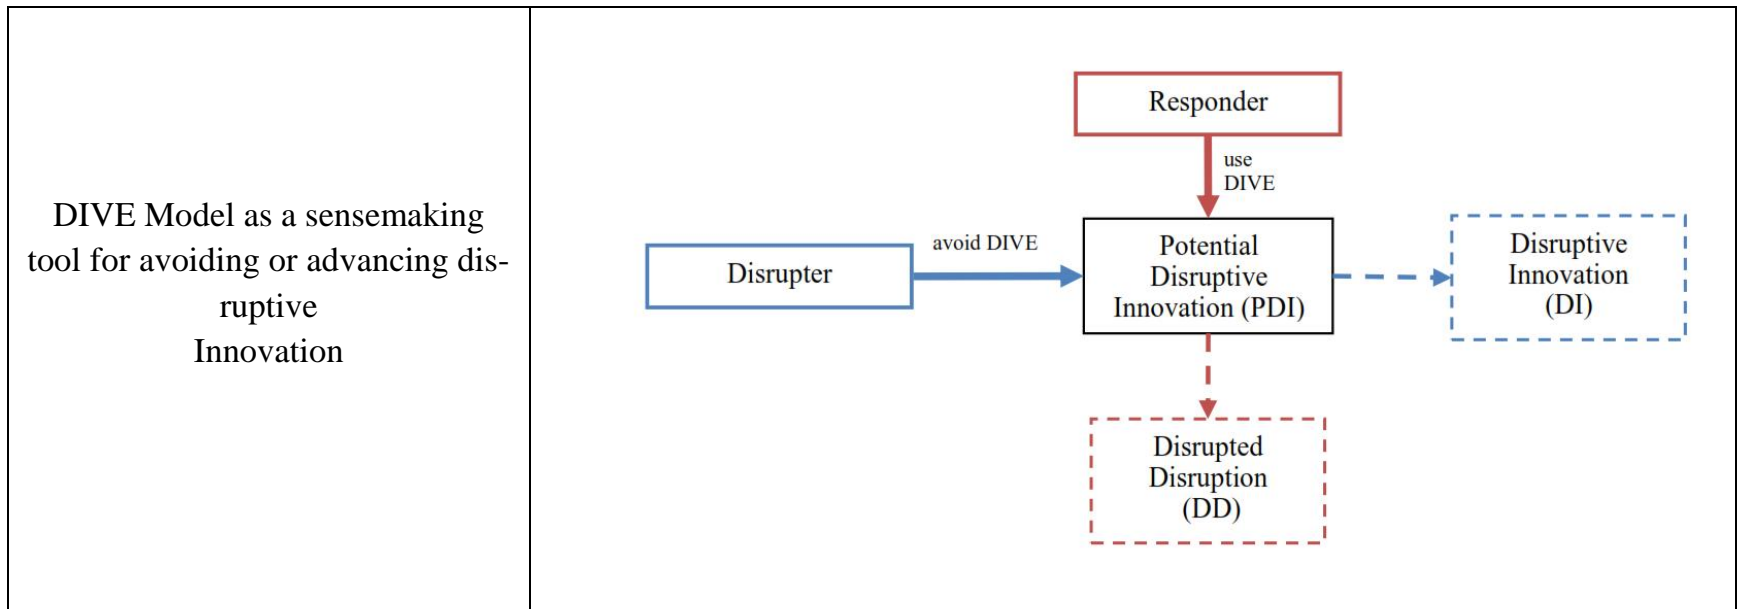 DIVE Model as a sensemaking
tool for avoiding or advancing dis-
ruptive
Innovation
Responder
use
DIVE
Disrupter
avoid DIVE
Potential
Disruptive
Innovation (PDI)
Disruptive
Innovation
(DI)
Disrupted
Disruption
(DD)